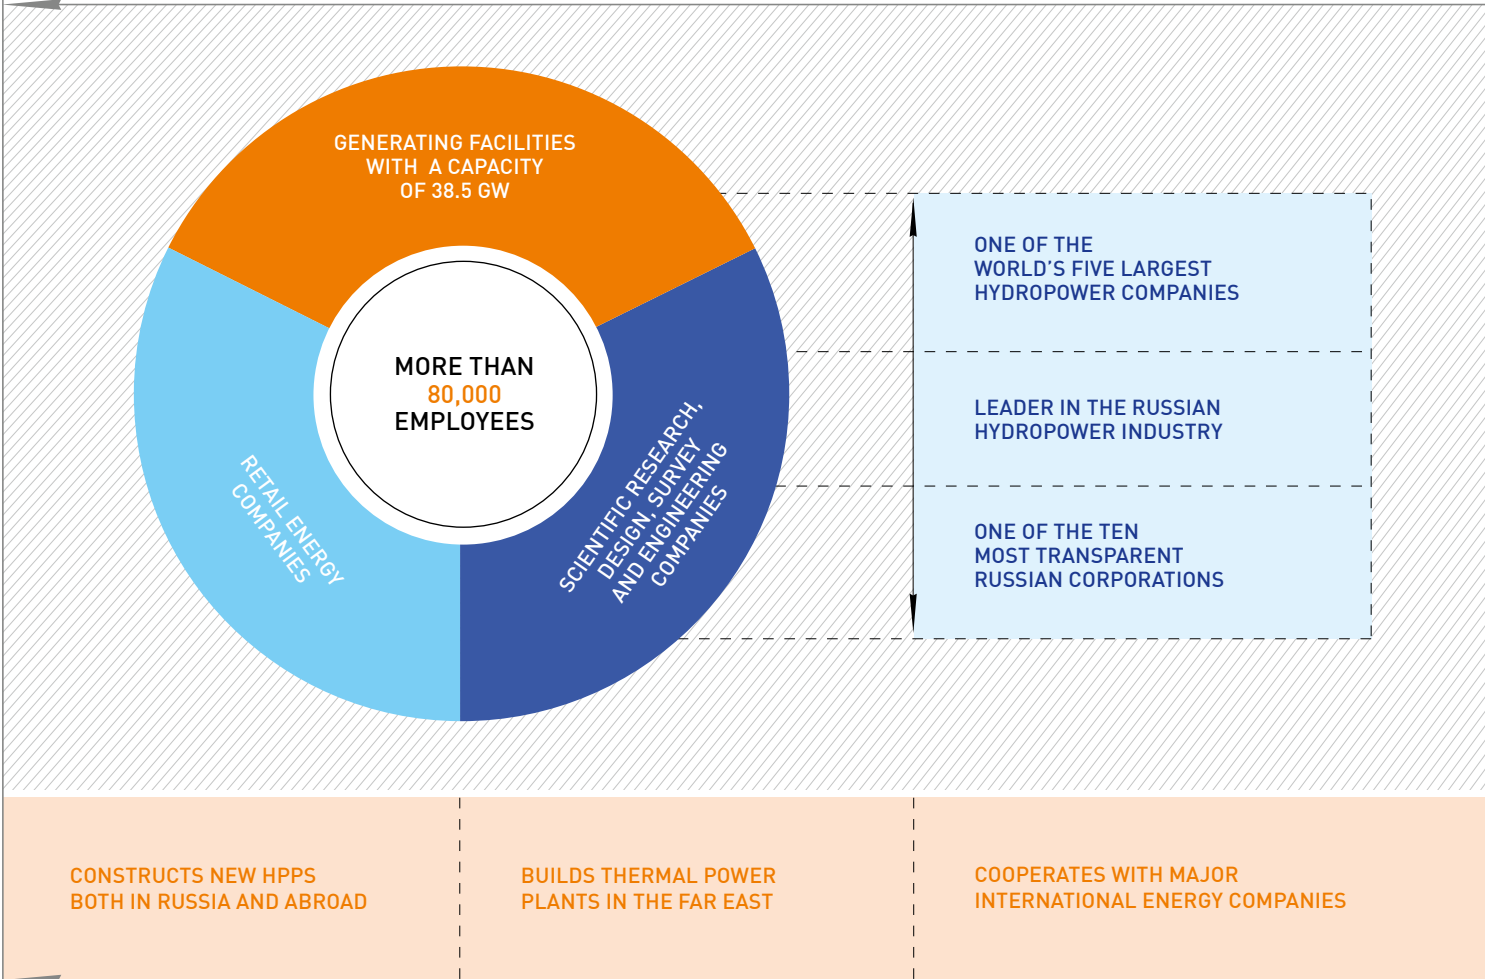 GENERATING FACILITIES
WITH A CAPACITY
OF 38.5 GW
MORE THAN
80,000
EMPLOYEES
RETAIL ENERGY
COMPANIES
SCIENTIFIC RESEARCH,
DESIGN, SURVEY
AND ENGINEERING
COMPANIES
ONE OF THE
WORLD'S FIVE LARGEST
HYDROPOWER COMPANIES
LEADER IN THE RUSSIAN
HYDROPOWER INDUSTRY
ONE OF THE TEN
MOST TRANSPARENT
RUSSIAN CORPORATIONS
CONSTRUCTS NEW HPPS
BOTH IN RUSSIA AND ABROAD
BUILDS THERMAL POWER
PLANTS IN THE FAR EAST
COOPERATES WITH MAJOR
INTERNATIONAL ENERGY COMPANIES